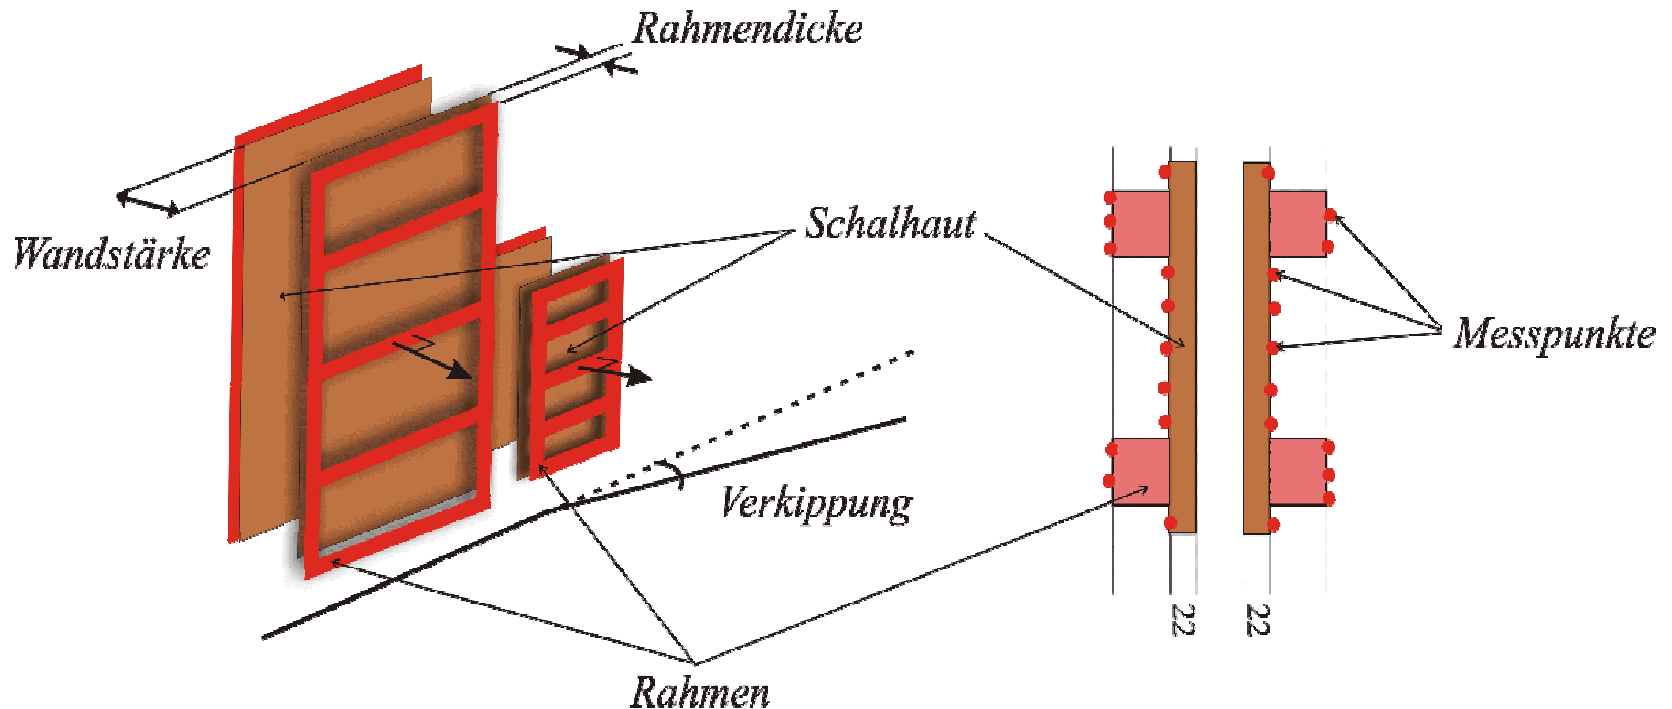 Rahmendicke
Wandstärke
Schalhaut
Messpunkte
Verkippung
22
22
Rahmen